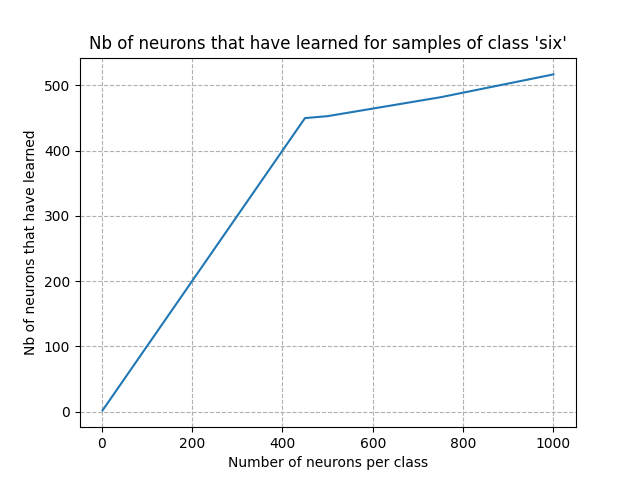 Nb of neurons that have learned for samples of class 'six'
Nb of neurons that have learned
500
400
300
200
100
0
0 200 400 600 800 1000
Number of neurons per class